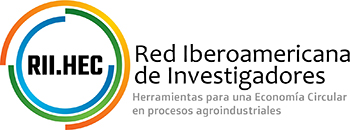 RII.HEC
Red Iberoamericana
de Investigadores
Herramientas para una Economía Circular
en procesos agroindustriales